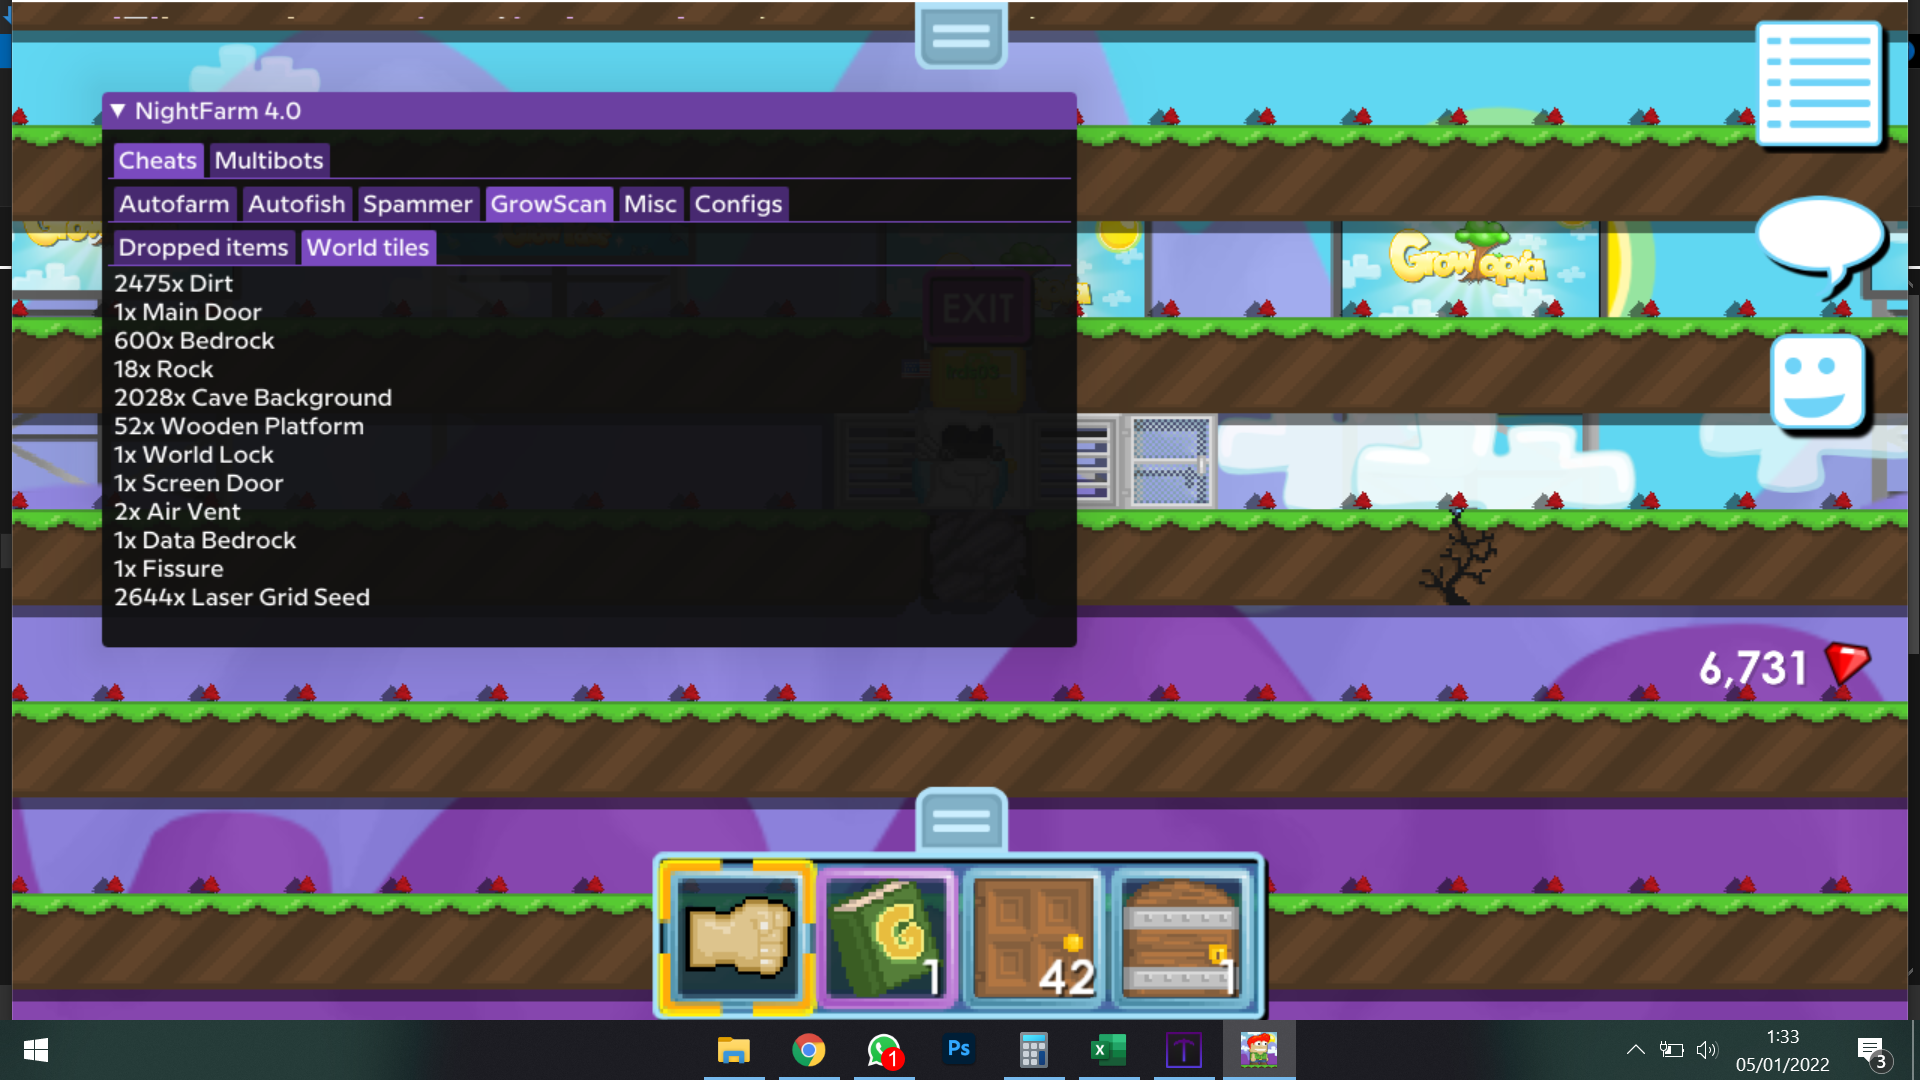 NightFarm 4.0
Cheats Multibots
Autofarm Autofish Spammer GrowScan Misc Configs
Dropped items World tiles
2475x Dirt
1x Main Door
600x Bedrock
18x Rock
2028x Cave Background
52x Wooden Platform
1x World Lock
1x Screen Door
2x Air Vent
1x Data Bedrock
1x Fissure
2644x Laser Grid Seed
EXIT
Growtopia
6,731
G
1
42
1
1
Ps
X
T
1:33
05/01/2022
3